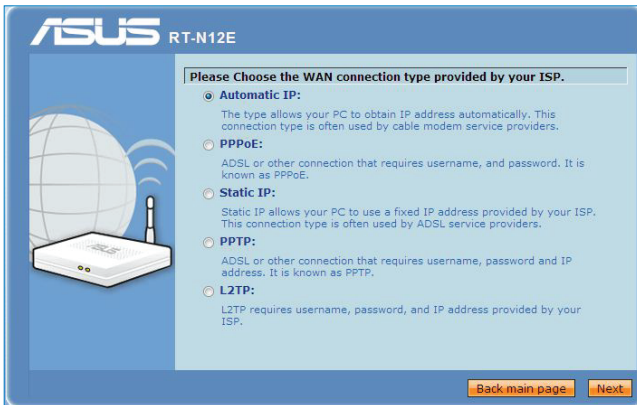 ASUS RT-N12E
Please Choose the WAN connection type provided by your ISP.
Automatic IP:
The type allows your PC to obtain IP address automatically. This
connection type is often used by cable modem service providers.
PPPoE:
ADSL or other connection that requires username, and password. It is
known as PPPoE.
Static IP:
Static IP allows your PC to use a fixed IP address provided by your ISP.
This connection type is often used by ADSL service providers.
PPTP:
ADSL or other connection that requires username, password and IP
address. It is known as PPTP.
L2TP:
L2TP requires username, password, and IP address provided by your
ISP.
ASUS
Back main page Next